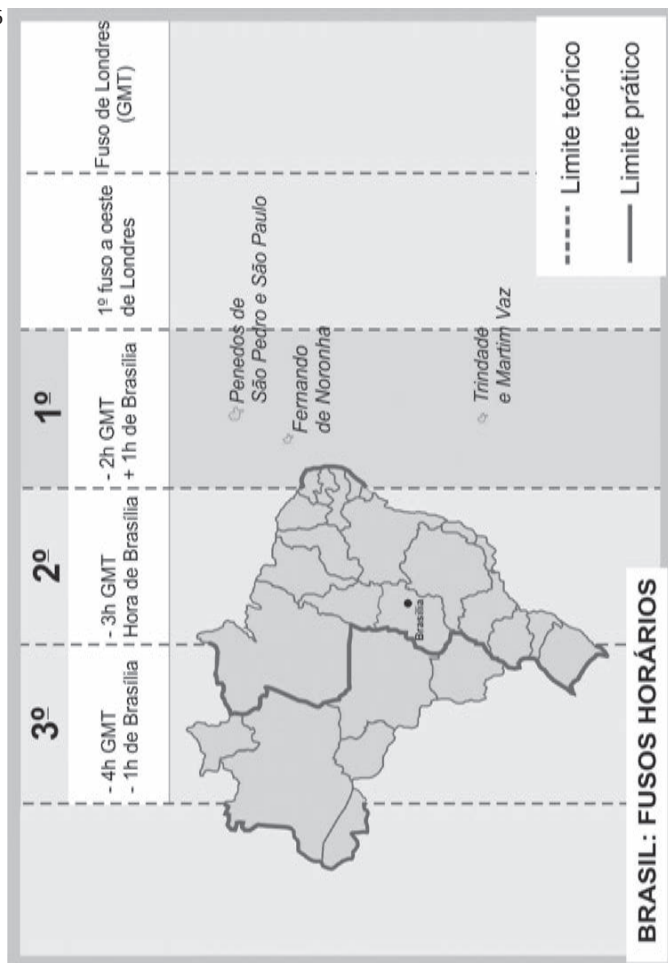 5
3º
2º
1º
- 4h GMT
- 1h de Brasília
- 3h GMT
Hora de Brasília
- 2h GMT
+ 1h de Brasília
1º fuso a oeste
de Londres
Fuso de Londres
(GMT)
Penedos de
São Pedro e São Paulo
Fernando
de Noronha
Trindade
e Martim Vaz
Brasília
BRASIL: FUSOS HORÁRIOS
Limite teórico
Limite prático